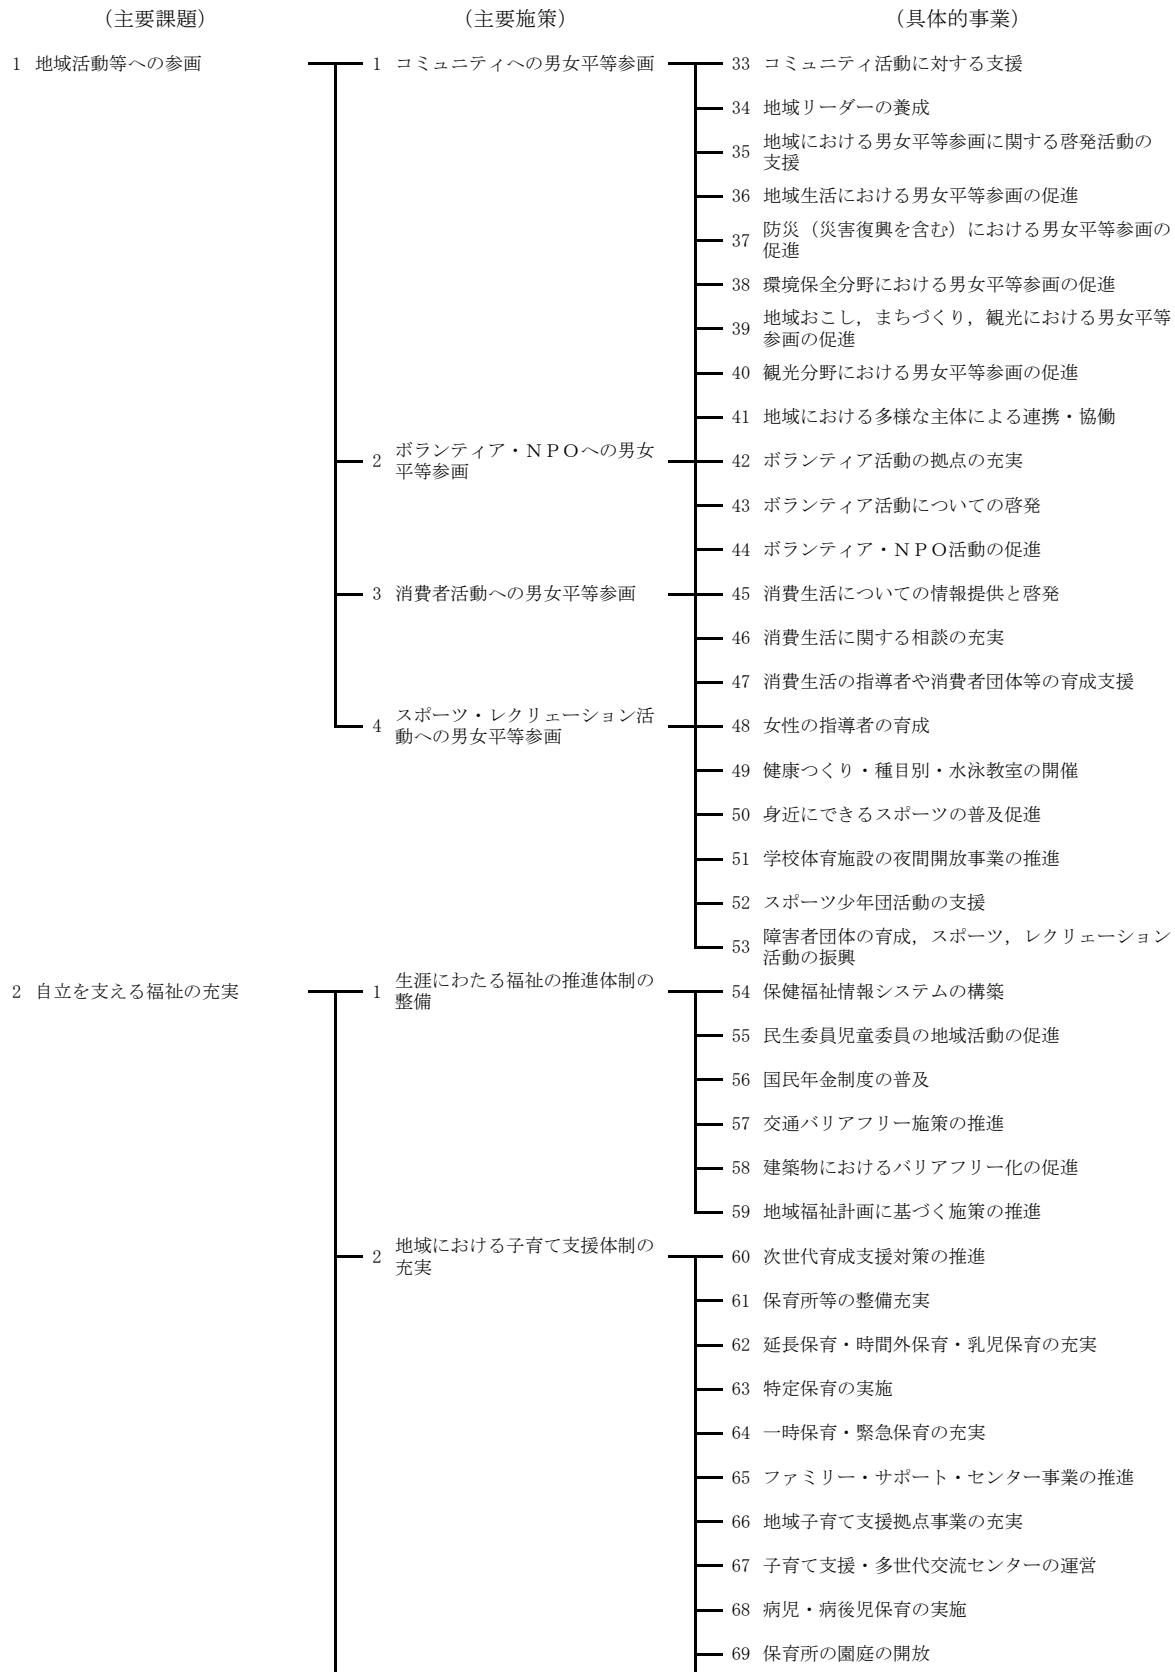 （主要課題） （主要施策） （具体的事業）
1 地域活動等への参画 1 コミュニティへの男女平等参画 33 コミュニティ活動に対する支援
34 地域リーダーの養成
35 地域における男女平等参画に関する啓発活動の
支援
36 地域生活における男女平等参画の促進
37 防災（災害復興を含む）における男女平等参画の
促進
38 環境保全分野における男女平等参画の促進
39 地域おこし，まちづくり，観光における男女平等
参画の促進
40 観光分野における男女平等参画の促進
41 地域における多様な主体による連携・協働
2 ボランティア・ＮＰＯへの男女
平等参画
42 ボランティア活動の拠点の充実
43 ボランティア活動についての啓発
44 ボランティア・ＮＰＯ活動の促進
3 消費者活動への男女平等参画 45 消費生活についての情報提供と啓発
46 消費生活に関する相談の充実
47 消費生活の指導者や消費者団体等の育成支援
4 スポーツ・レクリェーション活
動への男女平等参画
48 女性の指導者の育成
49 健康つくり・種目別・水泳教室の開催
50 身近にできるスポーツの普及促進
51 学校体育施設の夜間開放事業の推進
52 スポーツ少年団活動の支援
53 障害者団体の育成，スポーツ，レクリェーション
活動の振興
2 自立を支える福祉の充実 1 生涯にわたる福祉の推進体制の
整備
54 保健福祉情報システムの構築
55 民生委員児童委員の地域活動の促進
56 国民年金制度の普及
57 交通バリアフリー施策の推進
58 建築物におけるバリアフリー化の促進
59 地域福祉計画に基づく施策の推進
2 地域における子育て支援体制の
充実
60 次世代育成支援対策の推進
61 保育所等の整備充実
62 延長保育・時間外保育・乳児保育の充実
63 特定保育の実施
64 一時保育・緊急保育の充実
65 ファミリー・サポート・センター事業の推進
66 地域子育て支援拠点事業の充実
67 子育て支援・多世代交流センターの運営
68 病児・病後児保育の実施
69 保育所の園庭の開放